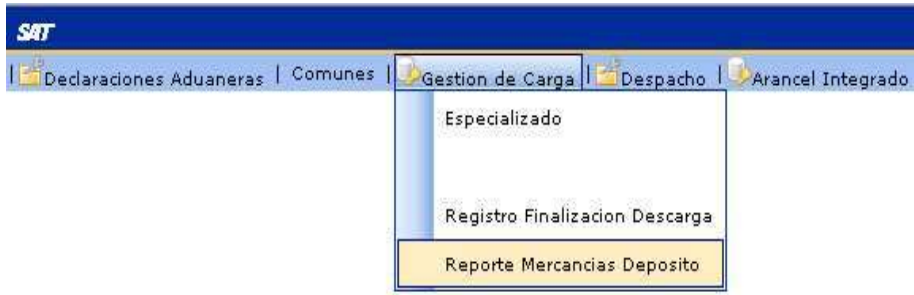 SAT
| Declaraciones Aduaneras | Comunes | Gestion de Carga | Despacho | Arancel Integrado
Especializado
Registro Finalizacion Descarga
Reporte Mercancias Deposito